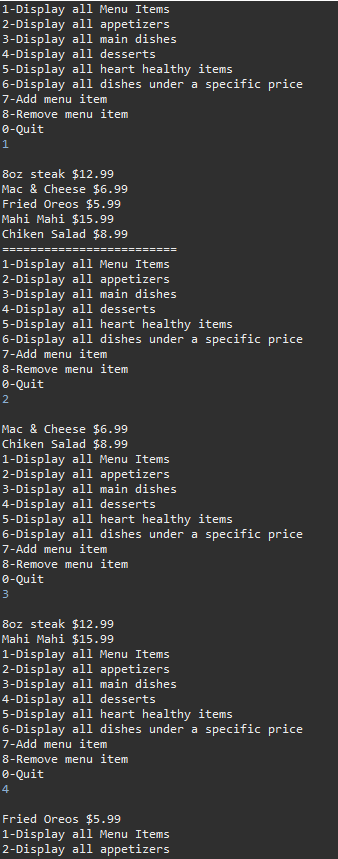 1-Display all Menu Items
2-Display all appetizers
3-Display all main dishes
4-Display all desserts
5-Display all heart healthy items
6-Display all dishes under a specific price
7-Add menu item
8-Remove menu item
0-Quit
1
8oz steak $12.99
Mac & Cheese $6.99
Fried Oreos $5.99
Mahi Mahi $15.99
Chiken Salad $8.99
=========================
1-Display all Menu Items
2-Display all appetizers
3-Display all main dishes
4-Display all desserts
5-Display all heart healthy items
6-Display all dishes under a specific price
7-Add menu item
8-Remove menu item
0-Quit
2
Mac & Cheese $6.99
Chiken Salad $8.99
1-Display all Menu Items
2-Display all appetizers
3-Display all main dishes
4-Display all desserts
5-Display all heart healthy items
6-Display all dishes under a specific price
7-Add menu item
8-Remove menu item
0-Quit
3
8oz steak $12.99
Mahi Mahi $15.99
1-Display all Menu Items
2-Display all appetizers
3-Display all main dishes
4-Display all desserts
5-Display all heart healthy items
6-Display all dishes under a specific price
7-Add menu item
8-Remove menu item
0-Quit
4
Fried Oreos $5.99
1-Display all Menu Items
2-Display all appetizers